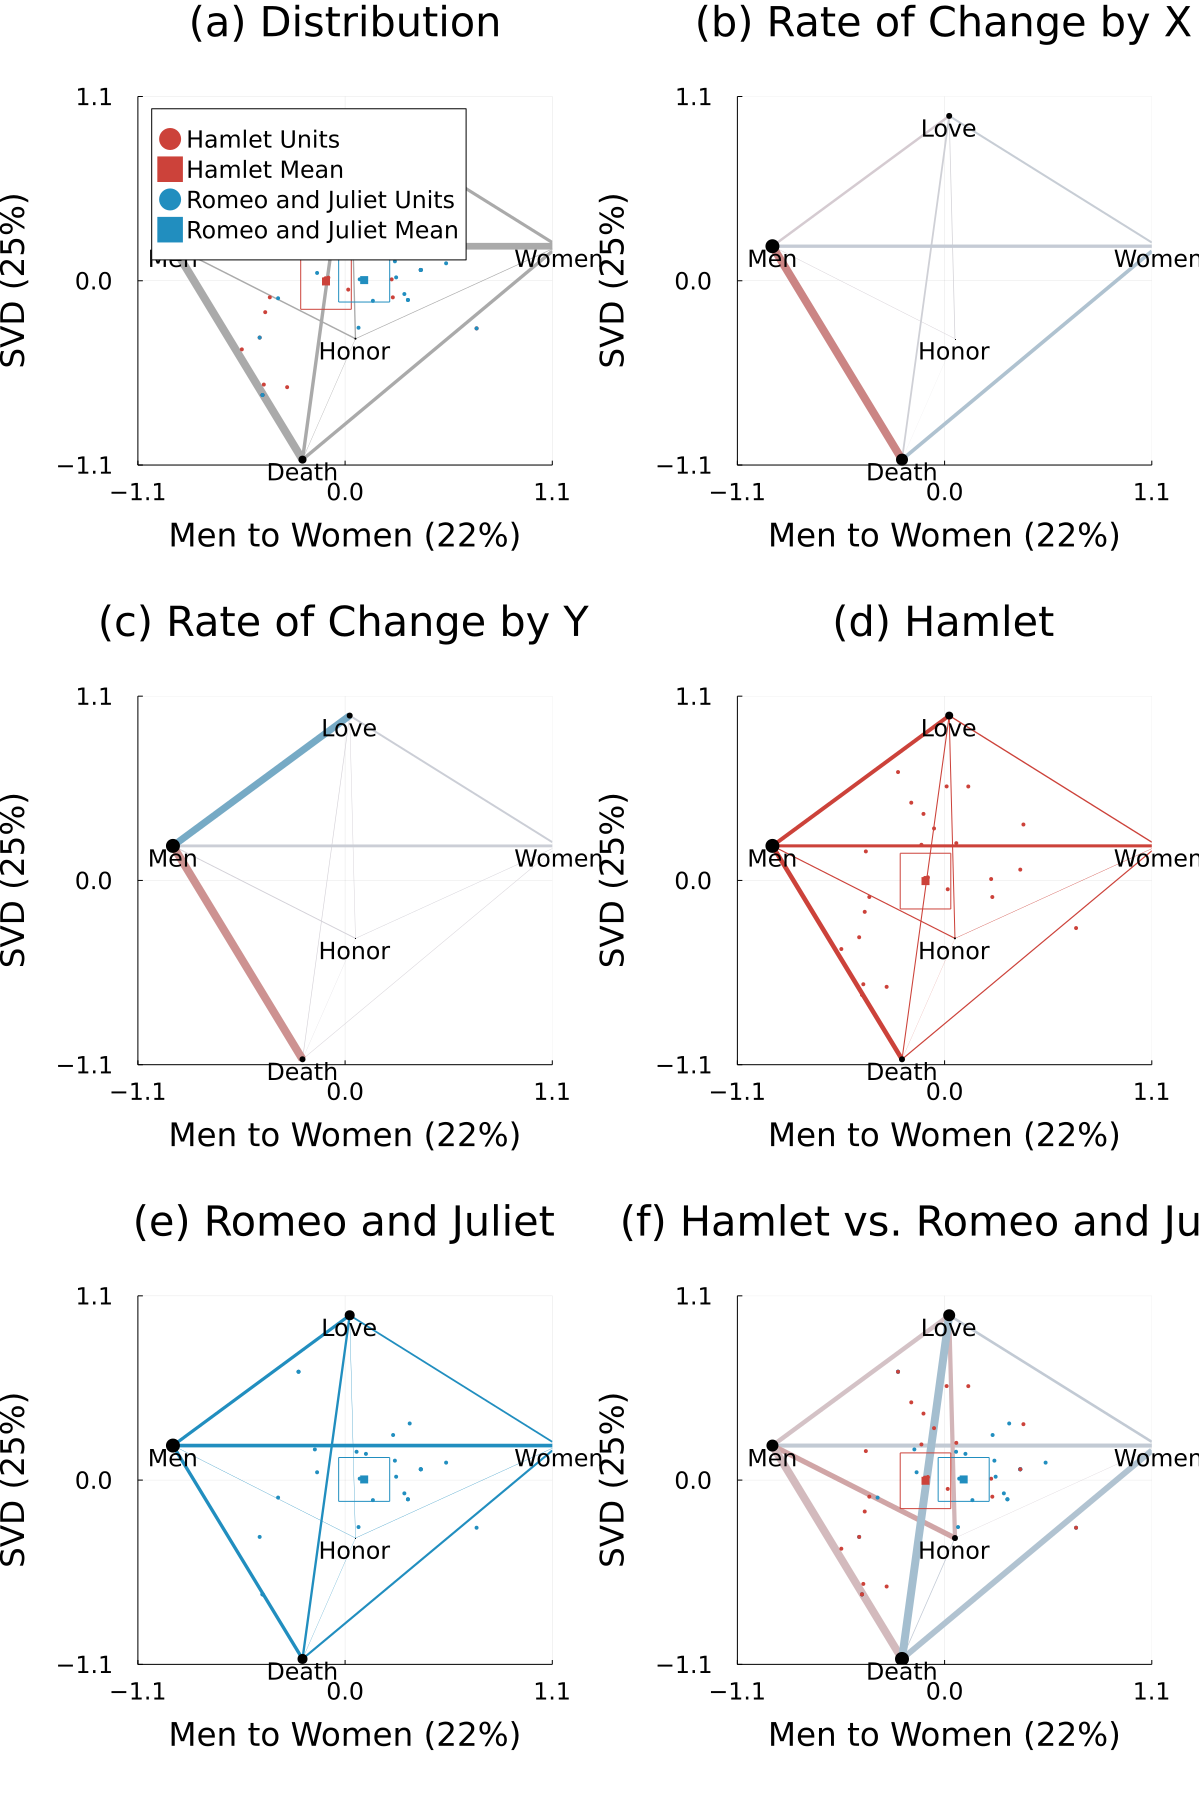 (a) Distribution
1.1
0.0
−1.1
SVD (25%)
Hamlet Units
Hamlet Mean
Romeo and Juliet Units
Romeo and Juliet Mean
Men
Women
Honor
Death
−1.1 0.0 1.1
Men to Women (22%)
(b) Rate of Change by X
1.1
0.0
−1.1
SVD (25%)
Love
Men
Women
Honor
Death
−1.1 0.0 1.1
Men to Women (22%)
(c) Rate of Change by Y
1.1
0.0
−1.1
SVD (25%)
Love
Men
Women
Honor
Death
−1.1 0.0 1.1
Men to Women (22%)
(d) Hamlet
1.1
0.0
−1.1
SVD (25%)
Love
Men
Women
Honor
Death
−1.1 0.0 1.1
Men to Women (22%)
(e) Romeo and Juliet
1.1
0.0
−1.1
SVD (25%)
Love
Men
Women
Honor
Death
−1.1 0.0 1.1
Men to Women (22%)
(f) Hamlet vs. Romeo and Ju
1.1
0.0
−1.1
SVD (25%)
Love
Men
Women
Honor
Death
−1.1 0.0 1.1
Men to Women (22%)